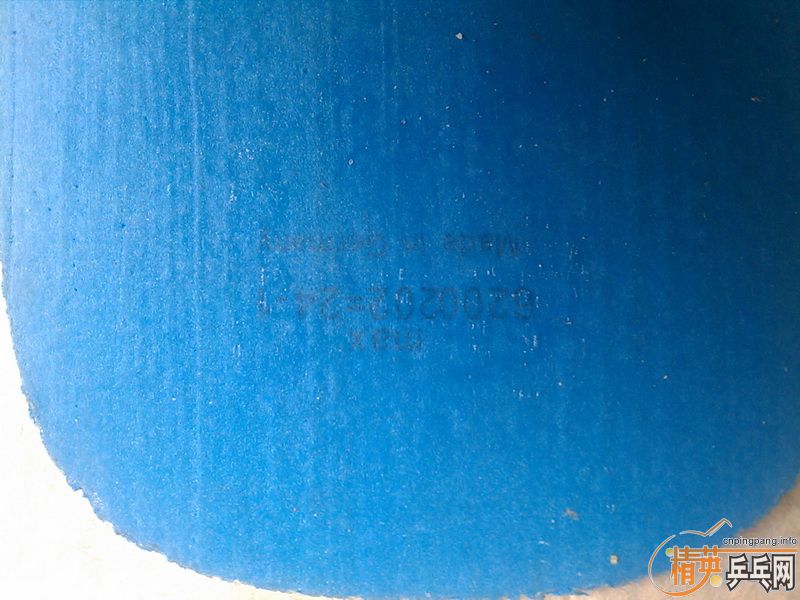 max
Made in Germany
cnpingpang.info
精英乒乓网